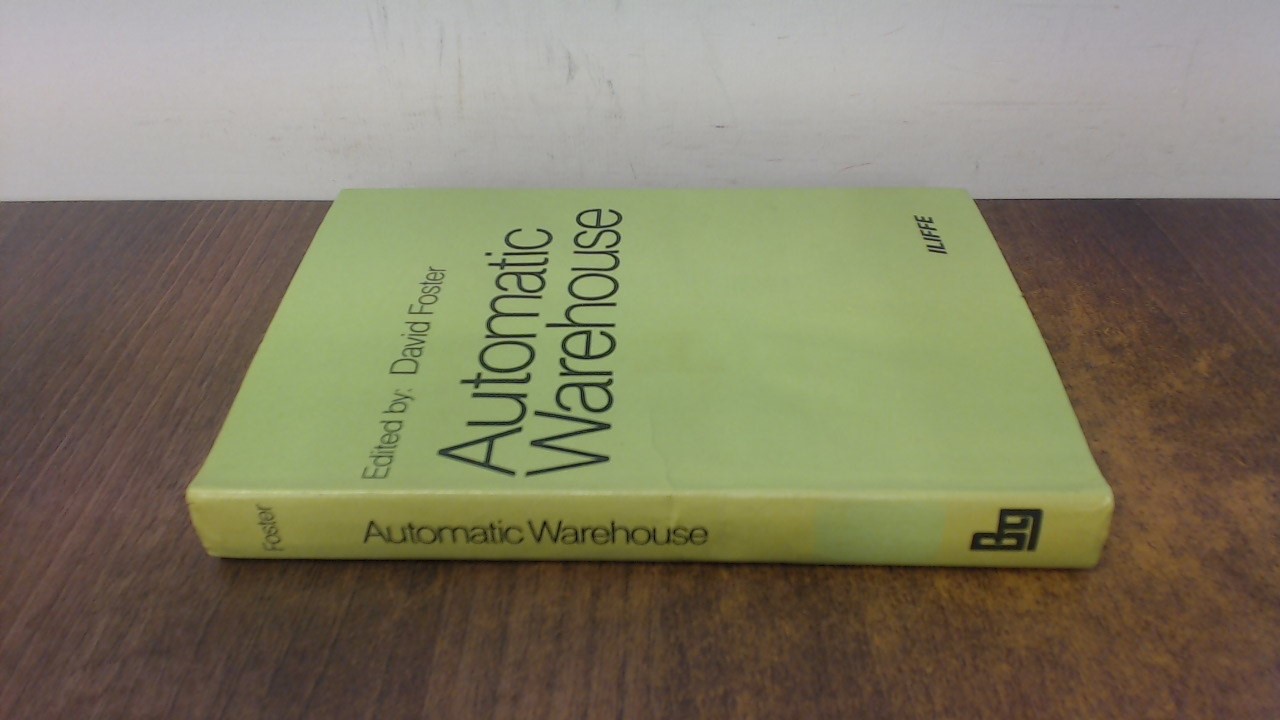 Edited by: David Foster
Automatic
Warehouse
ILIFFE
Foster
Automatic Warehouse